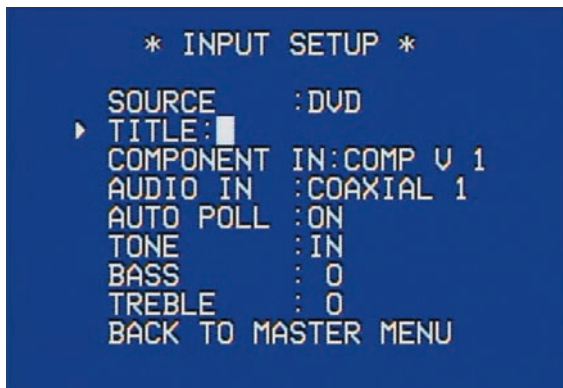 * INPUT SETUP *
SOURCE :DVD
TITLE:
COMPONENT IN:COMP V 1
AUDIO IN :COAXIAL 1
AUTO POLL :ON
TONE :IN
BASS : 0
TREBLE : 0
BACK TO MASTER MENU